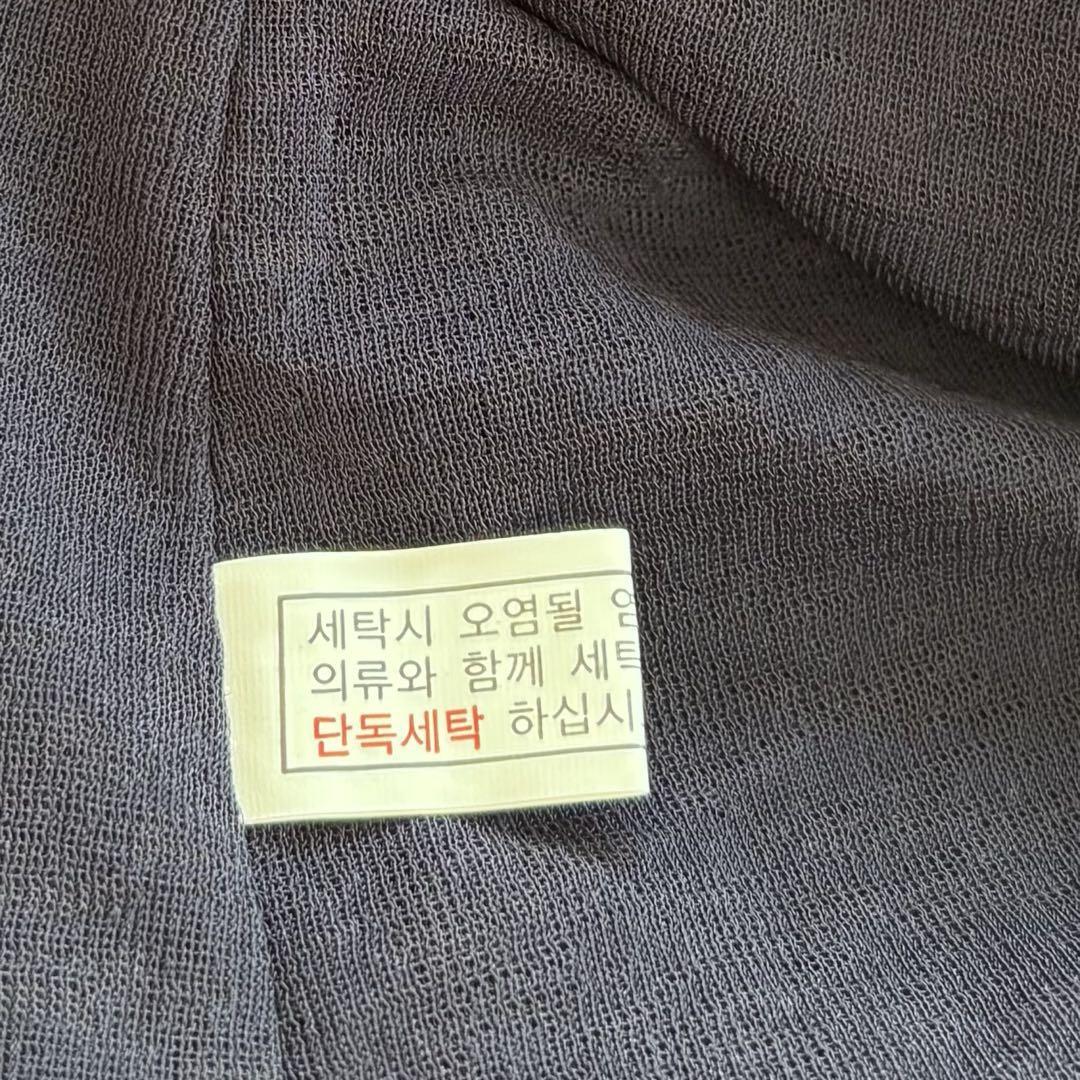 세탁시 오염될
의류와 함께
단독세탁 하십시